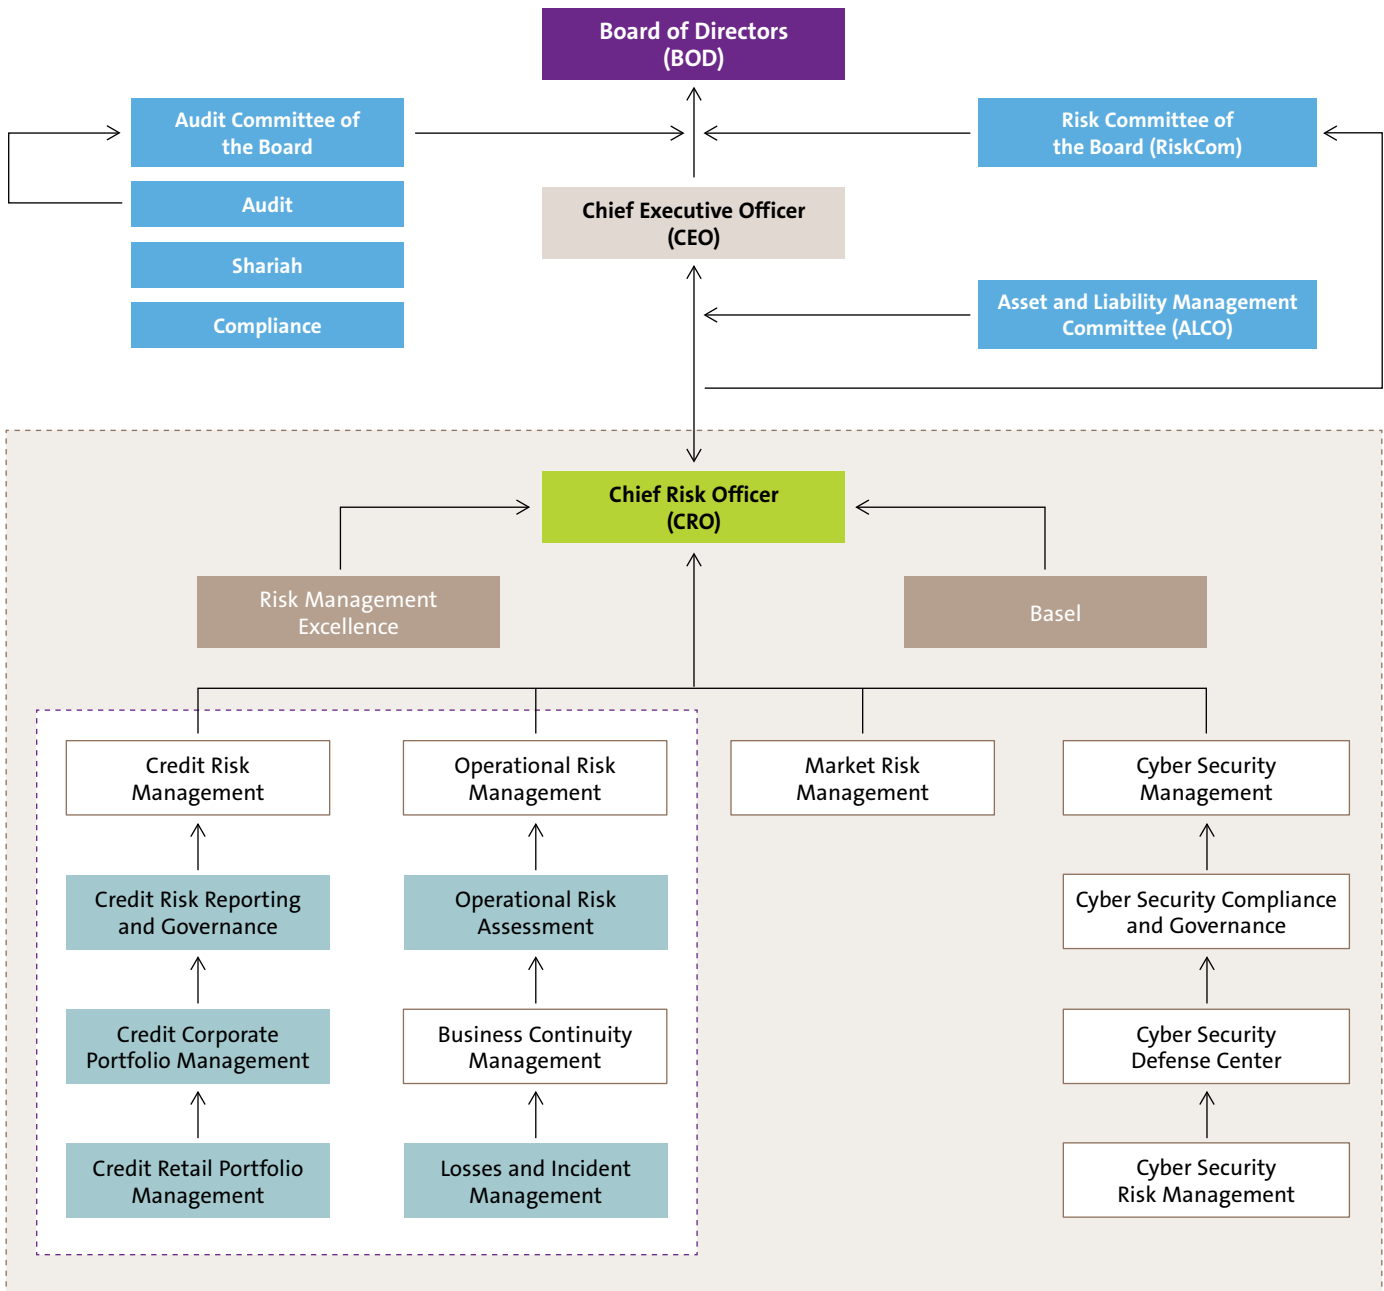 Board of Directors
(BOD)
Audit Committee of
the Board
Risk Committee of
the Board (RiskCom)
Audit
Chief Executive Officer
(CEO)
Shariah
Asset and Liability Management
Committee (ALCO)
Compliance
Chief Risk Officer
(CRO)
Risk Management
Excellence
Basel
Credit Risk
Management
Operational Risk
Management
Market Risk
Management
Cyber Security
Management
Credit Risk Reporting
and Governance
Operational Risk
Assessment
Cyber Security Compliance
and Governance
Credit Corporate
Portfolio Management
Business Continuity
Management
Cyber Security
Defense Center
Credit Retail Portfolio
Management
Losses and Incident
Management
Cyber Security
Risk Management